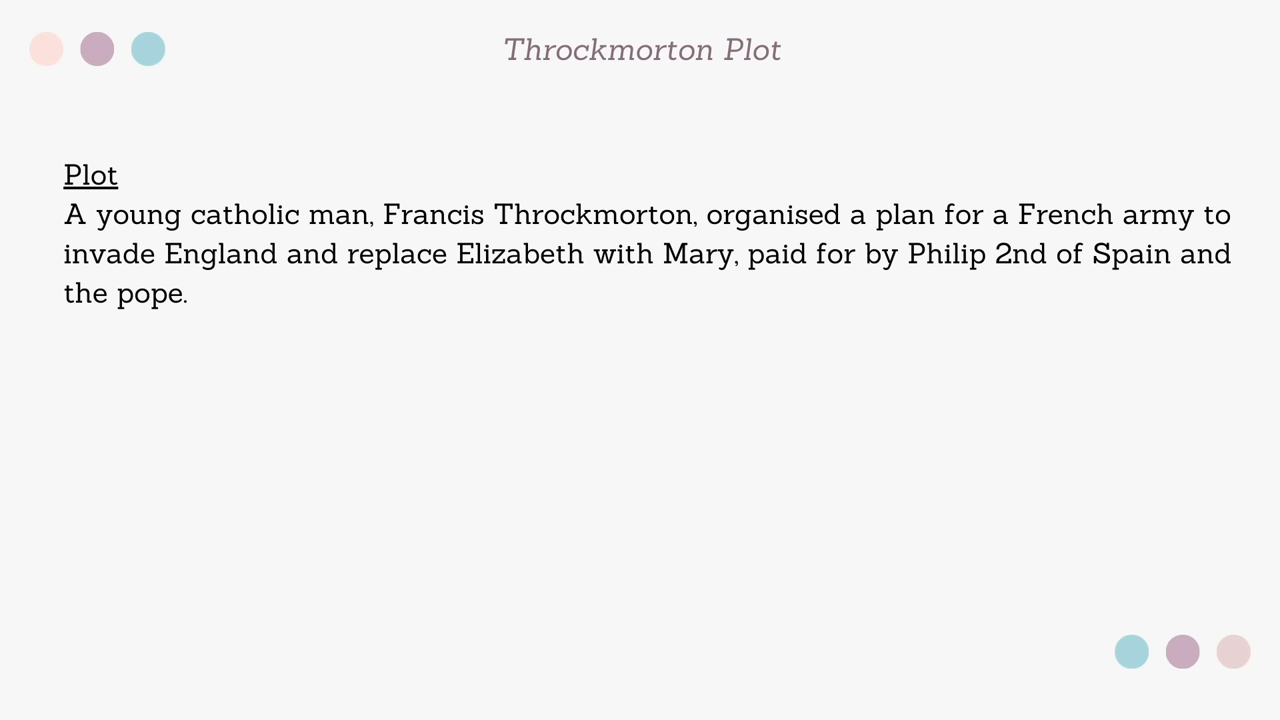 Throckmorton Plot
Plot
A young catholic man, Francis Throckmorton, organised a plan for a French army to
invade England and replace Elizabeth with Mary, paid for by Philip 2nd of Spain and
the pope.